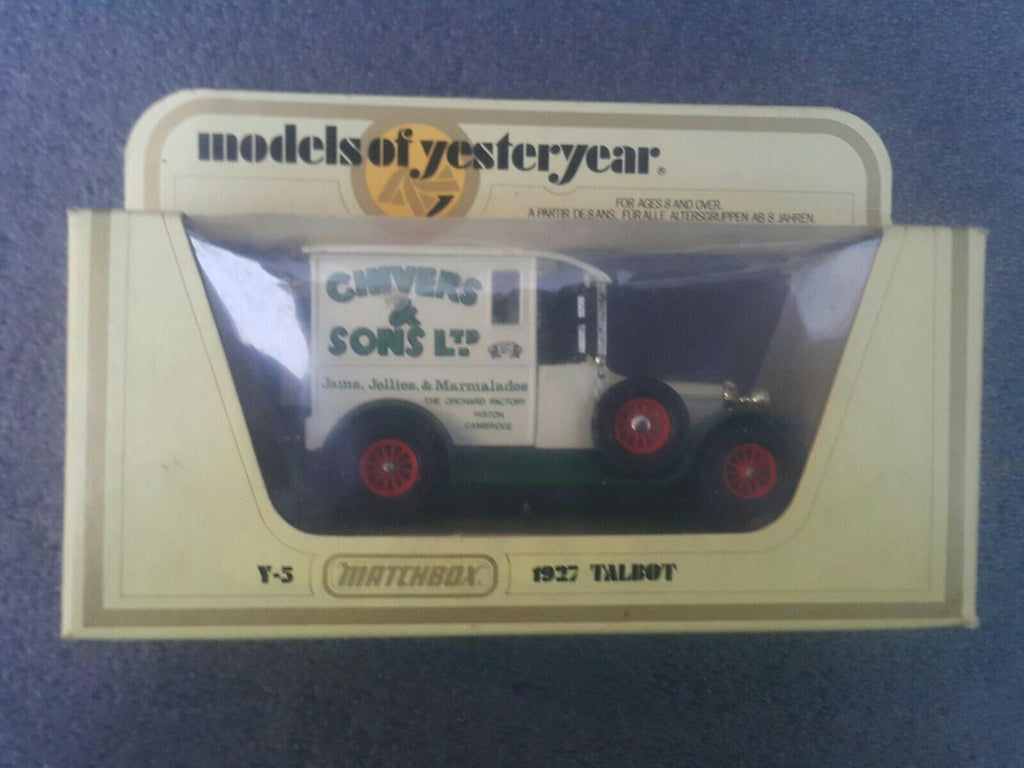 models of yesteryear®
FOR AGES 8 AND OVER.
A PARTIR DE 8 ANS. FÜR ALLE ALTERSGRUPPEN AB 8 JAHREN.
CHIVERS
&
SONS LTD
Jams, Jellies, & Marmalades
THE ORCHARD FACTORY
HISTON
CAMBRIDGE
Y-5 MATCHBOX 1927 TALBOT